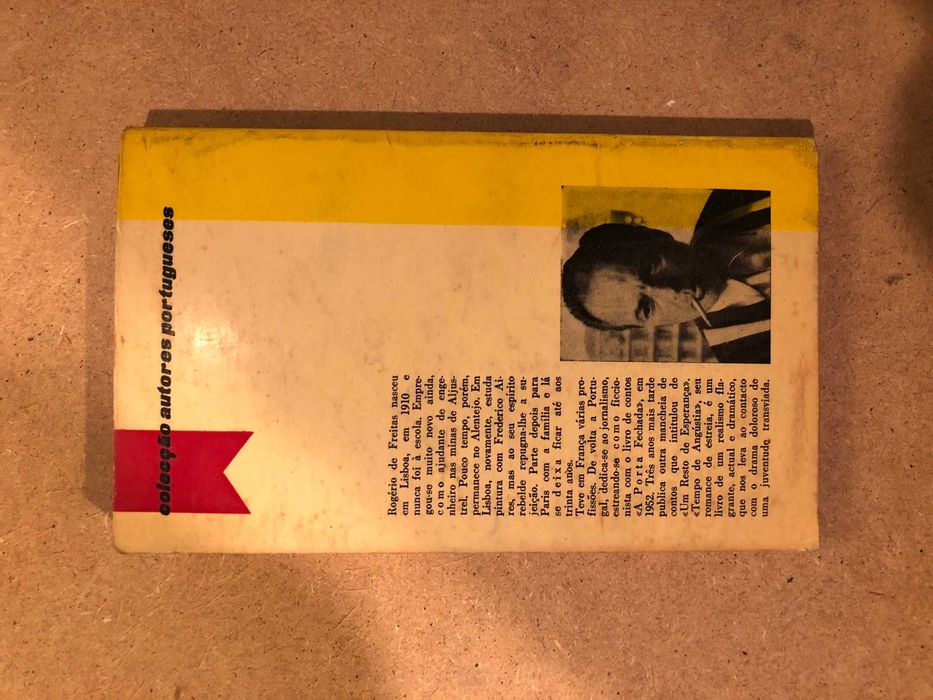 colecção autores portugueses
Rogério de Freitas nasceu
em Lisboa, em 1910 e
nunca foi à escola. Empre-
gou-se muito novo ainda,
como ajudante de enge-
nheiro nas minas de Aljus-
trel. Pouco tempo, porém,
permanece no Alentejo. Em
Lisboa, novamente, estuda
pintura com Frederico Ai-
res, mas ao seu espírito
rebelde repugna-lhe a su-
jeição. Parte depois para
Paris com a família e lá
se deixa ficar até aos
trinta anos.
Teve em França várias pro-
fissões. De volta a Portu-
gal, dedica-se ao jornalismo,
estreando-se como ficcio-
nista com o livro de contos
«A Porta Fechada», em
1952. Três anos mais tarde
publica outra mancheia de
contos que intitulou de
«Um Resto de Esperança».
«Tempo de Angústia», seu
romance de estreia, é um
livro de um realismo fla-
grante, actual e dramático,
que nos leva ao contacto
com o drama doloroso de
uma juventude transviada.